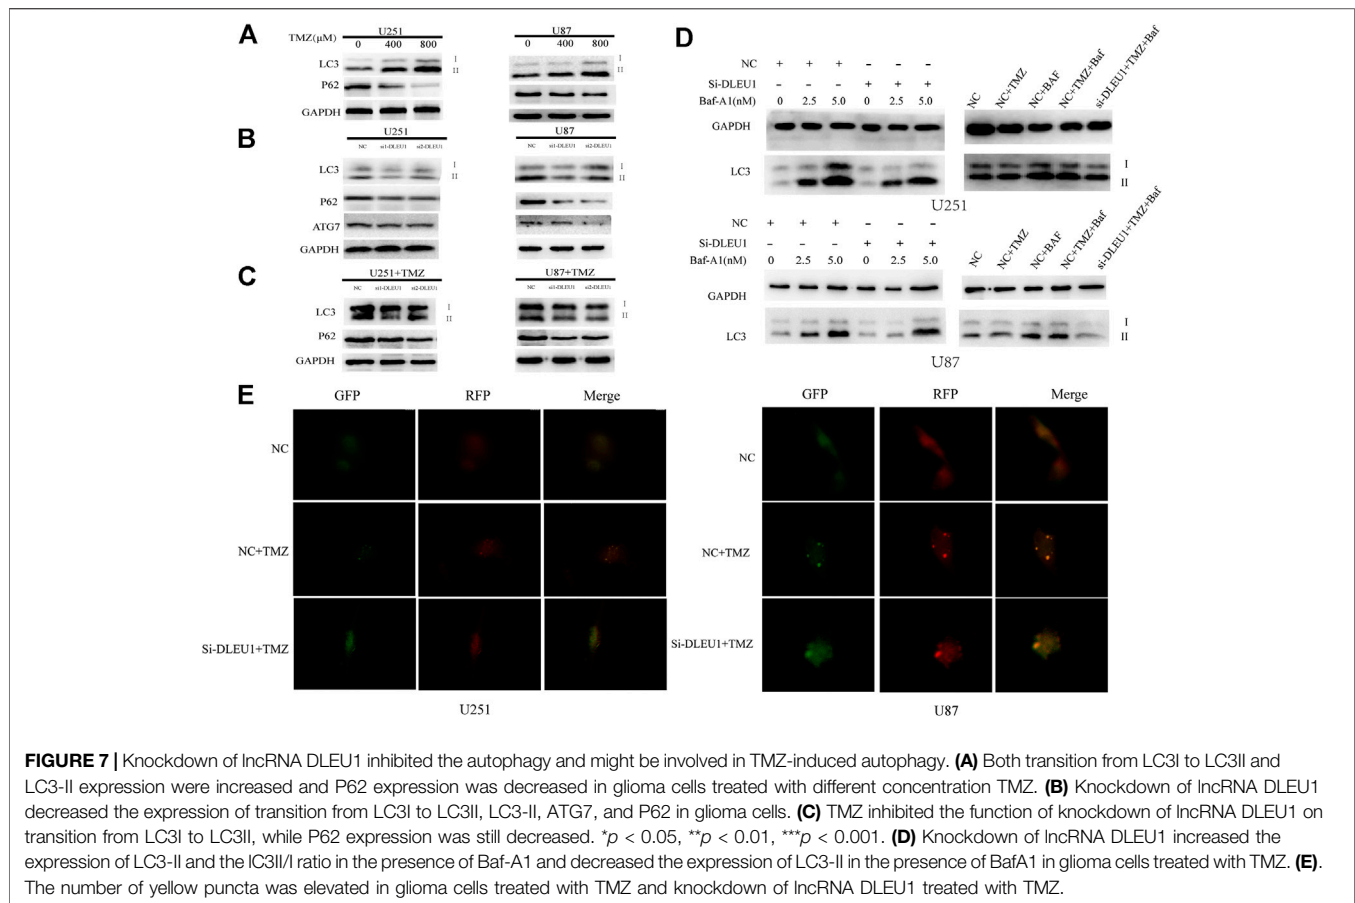 A
U251
TMZ(μM)
0 400 800
LC3
I
II
P62
GAPDH
U87
0 400 800
I
II
B
U251
NC si1-DLEU1 si2-DLEU1
LC3
I
II
P62
ATG7
GAPDH
U87
NC si1-DLEU1 si2-DLEU1
I
II
C
U251+TMZ
NC si1-DLEU1 si2-DLEU1
LC3
I
II
P62
GAPDH
U87+TMZ
NC si1-DLEU1 si2-DLEU1
I
II
D
NC + + + – – –
Si-DLEU1 – – – + + +
Baf-A1(nM) 0 2.5 5.0 0 2.5 5.0
GAPDH
LC3
NC
NC+TMZ
NC+BAF
NC+TMZ+Baf
si-DLEU1+TMZ+Baf
I
II
U251
NC + + + – – –
Si-DLEU1 – – – + + +
Baf-A1(nM) 0 2.5 5.0 0 2.5 5.0
GAPDH
LC3
NC
NC+TMZ
NC+BAF
NC+TMZ+Baf
si-DLEU1+TMZ+Baf
I
II
U87
E
GFP RFP Merge
NC
NC+TMZ
Si-DLEU1+TMZ
U251
GFP RFP Merge
NC
NC+TMZ
Si-DLEU1+TMZ
U87
FIGURE 7 | Knockdown of lncRNA DLEU1 inhibited the autophagy and might be involved in TMZ-induced autophagy. (A) Both transition from LC3I to LC3II and
LC3-II expression were increased and P62 expression was decreased in glioma cells treated with different concentration TMZ. (B) Knockdown of lncRNA DLEU1
decreased the expression of transition from LC3I to LC3II, LC3-II, ATG7, and P62 in glioma cells. (C) TMZ inhibited the function of knockdown of lncRNA DLEU1 on
transition from LC3I to LC3II, while P62 expression was still decreased. *p < 0.05, **p < 0.01, ***p < 0.001. (D) Knockdown of lncRNA DLEU1 increased the
expression of LC3-II and the lC3II/I ratio in the presence of Baf-A1 and decreased the expression of LC3-II in the presence of BafA1 in glioma cells treated with TMZ. (E).
The number of yellow puncta was elevated in glioma cells treated with TMZ and knockdown of lncRNA DLEU1 treated with TMZ.